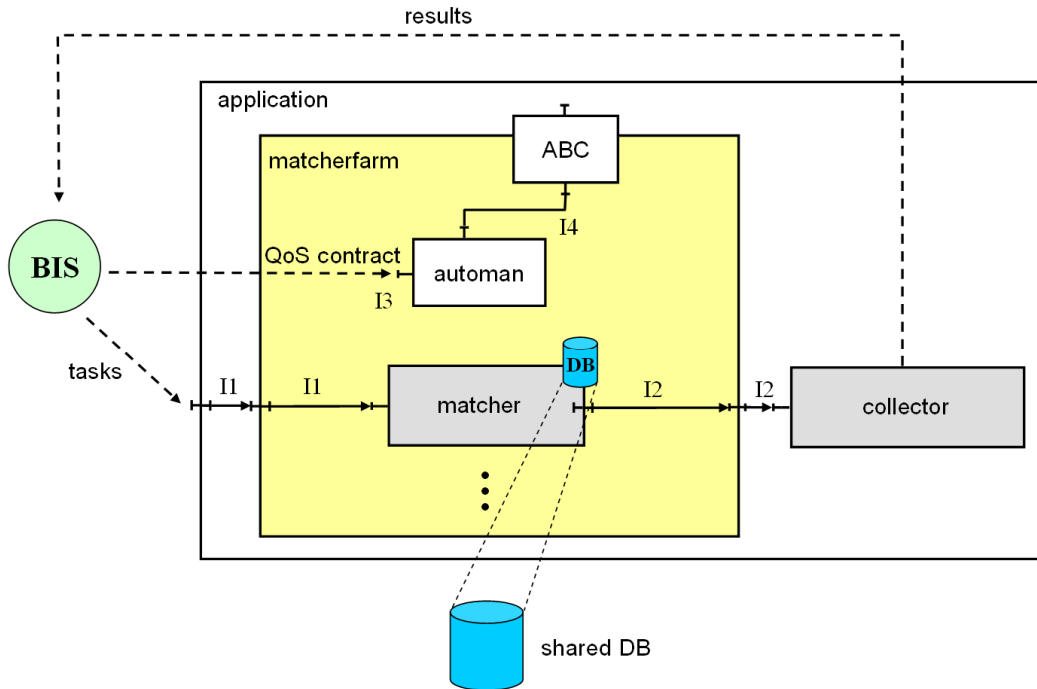 results
application
ABC
matcherfarm
I4
QoS contract
automan
BIS
I3
tasks
DB
I1
I1
matcher
I2
I2
collector
shared DB